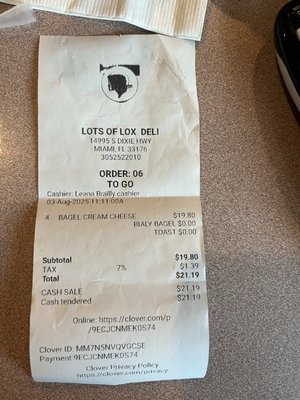 LOTS OF LOX DELI
14995 S DIXIE HWY
MIAMI, FL 33176
3052522010
ORDER: 06
TO GO
Cashier: Leana Brailly cashier
03-Aug-2025 11:11:00A
4 BAGEL CREAM CHEESE $19.80
BIALY BAGEL $0.00
TOAST $0.00
Subtotal $19.80
TAX 7% $1.39
Total $21.19
CASH SALE $21.19
Cash tendered $21.19
Online: https://clover.com/p
/9ECJCNMEK0S74
Clover ID: MM7N5NVQVGCSE
Payment 9ECJCNMEK0S74
Clover Privacy Policy
https://clover.com/privacy